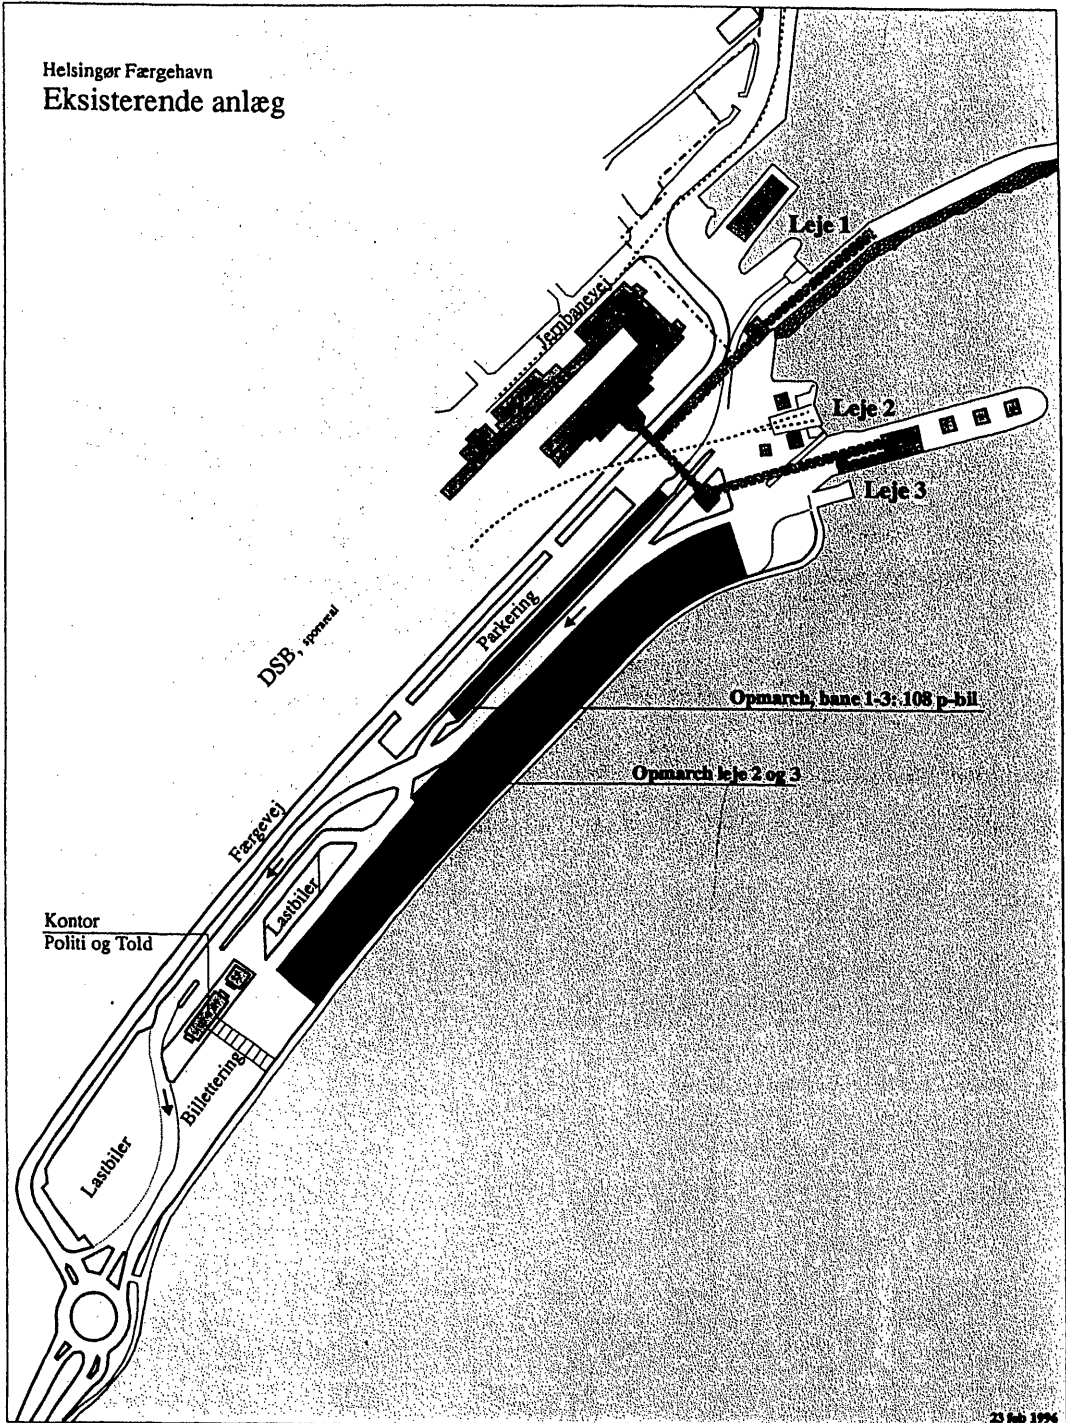 Helsingør Færgehavn
Eksisterende anlæg
Leje 1
Jernbanevej
Leje 2
Leje 3
Parkering
DSB, sporareal
Opmarch, bane 1-3: 108 p-bil
Opmarch leje 2 og 3
Færgevej
Lastbiler
Kontor
Politi og Told
Billettering
Lastbiler
23 feb 1996